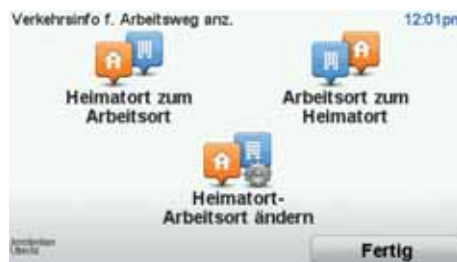 Verkehrsinfo f. Arbeitsweg anz.
12:01pm
Heimatort zum
Arbeitsort
Arbeitsort zum
Heimatort
Heimatort-
Arbeitsort ändern
Fertig